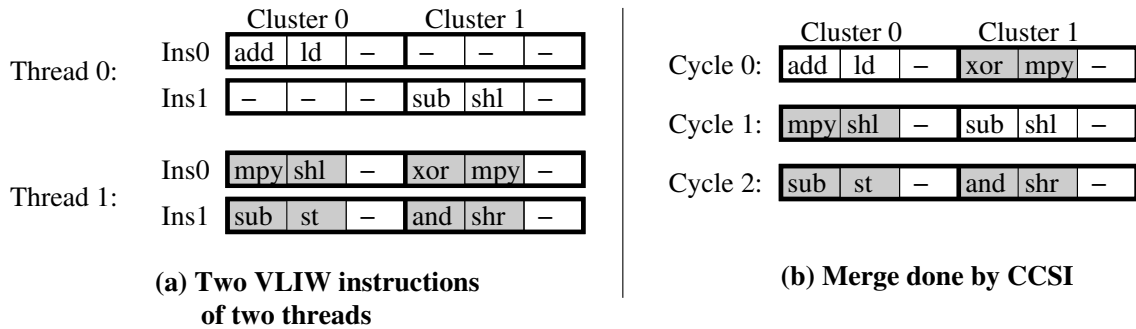 Cluster 0 Cluster 1
Thread 0:
Ins0 add ld – – – –
Ins1 – – – sub shl –
Thread 1:
Ins0 mpy shl – xor mpy –
Ins1 sub st – and shr –
(a) Two VLIW instructions
of two threads
Cluster 0 Cluster 1
Cycle 0: add ld – xor mpy –
Cycle 1: mpy shl – sub shl –
Cycle 2: sub st – and shr –
(b) Merge done by CCSI